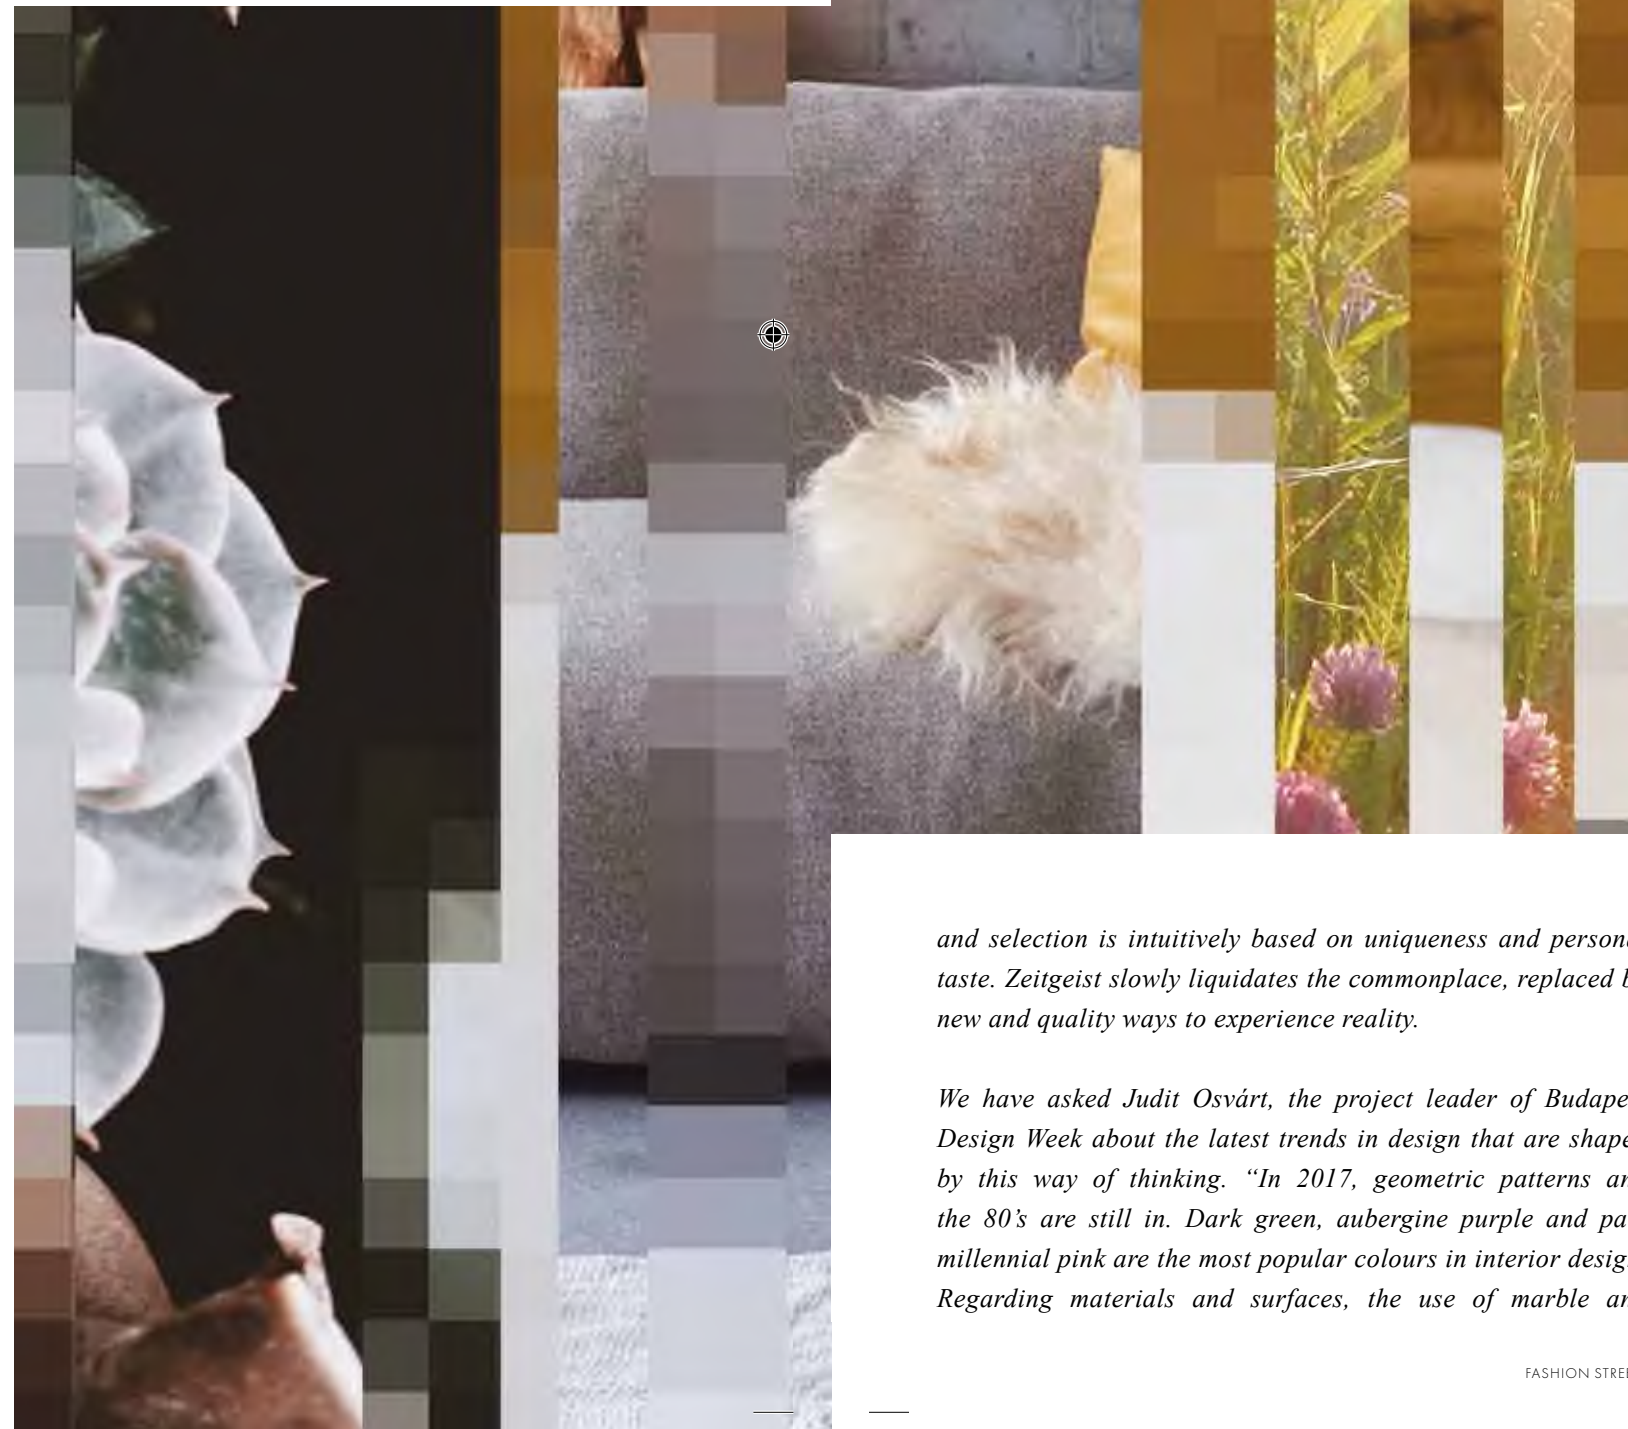 and selection is intuitively based on uniqueness and person
taste. Zeitgeist slowly liquidates the commonplace, replaced
new and quality ways to experience reality.
We have asked Judit Osvárt, the project leader of Budape
Design Week about the latest trends in design that are shape
by this way of thinking. “In 2017, geometric patterns an
the 80’s are still in. Dark green, aubergine purple and pa
millennial pink are the most popular colours in interior desig
Regarding materials and surfaces, the use of marble an
FASHION STREE